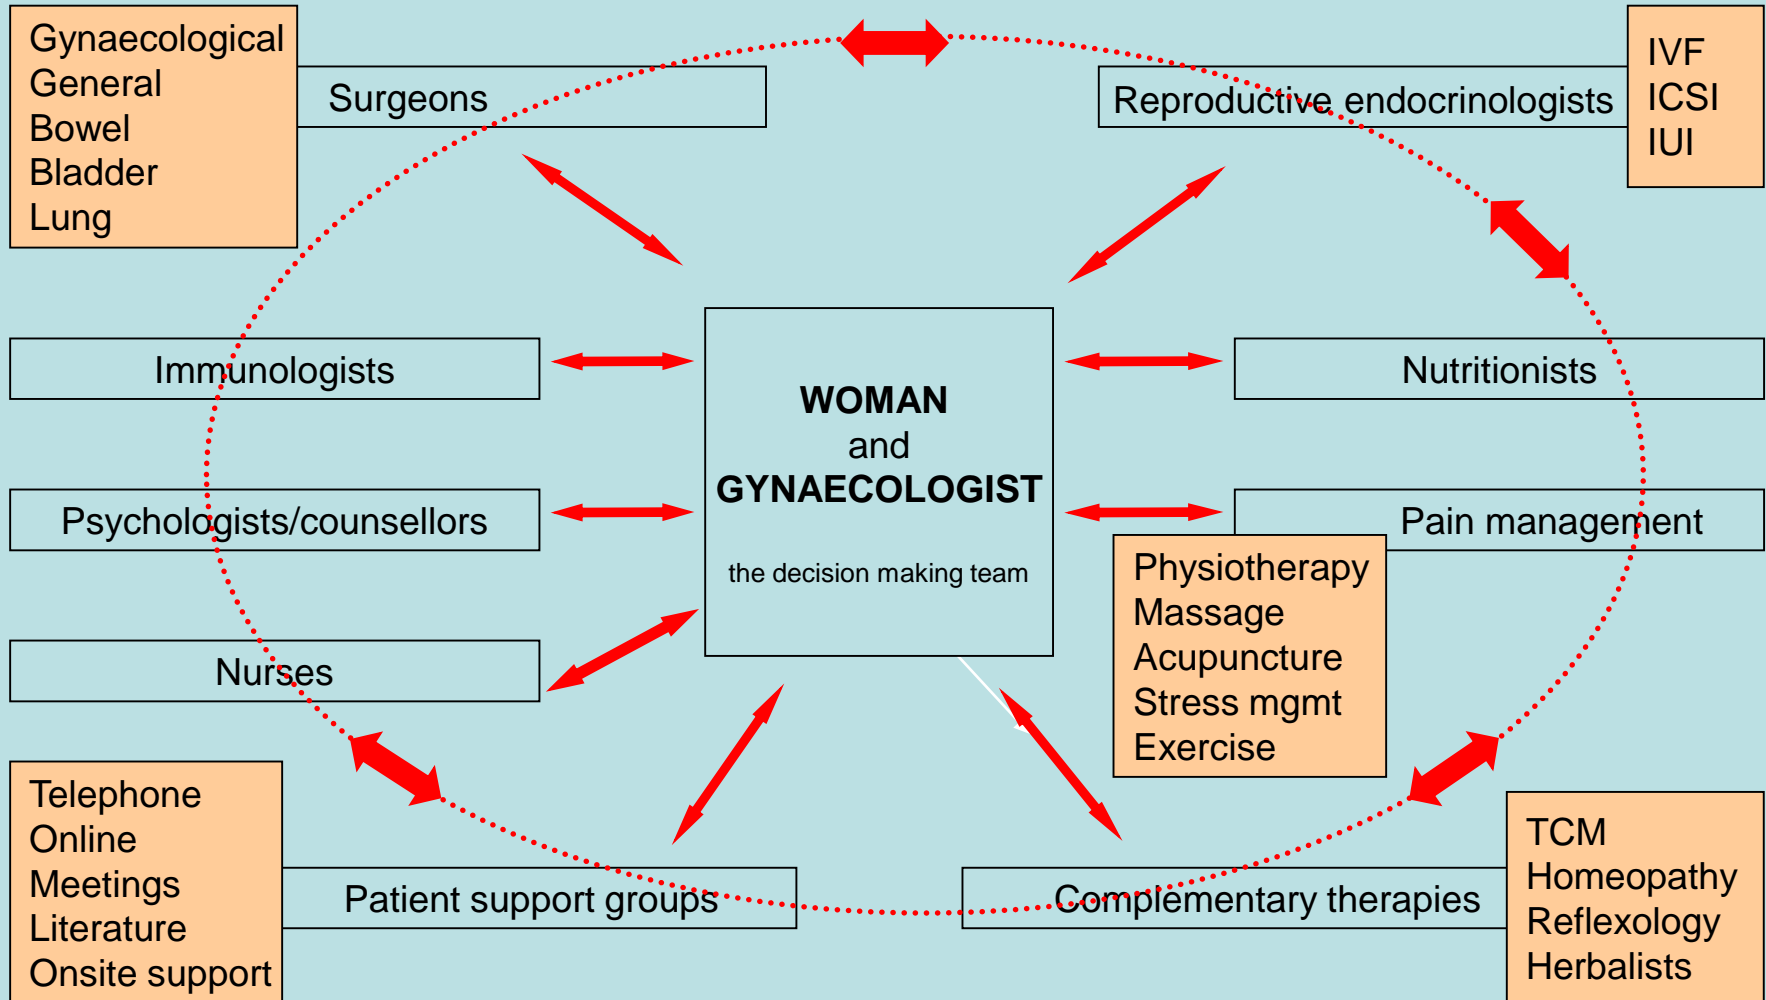 Gynaecological
General
Bowel
Bladder
Lung
Surgeons
Reproductive endocrinologists
IVF
ICSI
IUI
Immunologists
Psychologists/counsellors
Nurses
WOMAN
and
GYNAECOLOGIST
the decision making team
Nutritionists
Pain management
Physiotherapy
Massage
Acupuncture
Stress mgmt
Exercise
Telephone
Online
Meetings
Literature
Onsite support
Patient support groups
Complementary therapies
TCM
Homeopathy
Reflexology
Herbalists